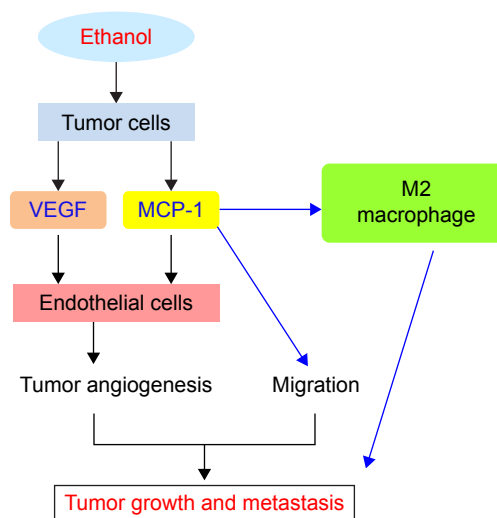 Ethanol
Tumor cells
VEGF
MCP-1
M2
macrophage
Endothelial cells
Tumor angiogenesis
Migration
Tumor growth and metastasis